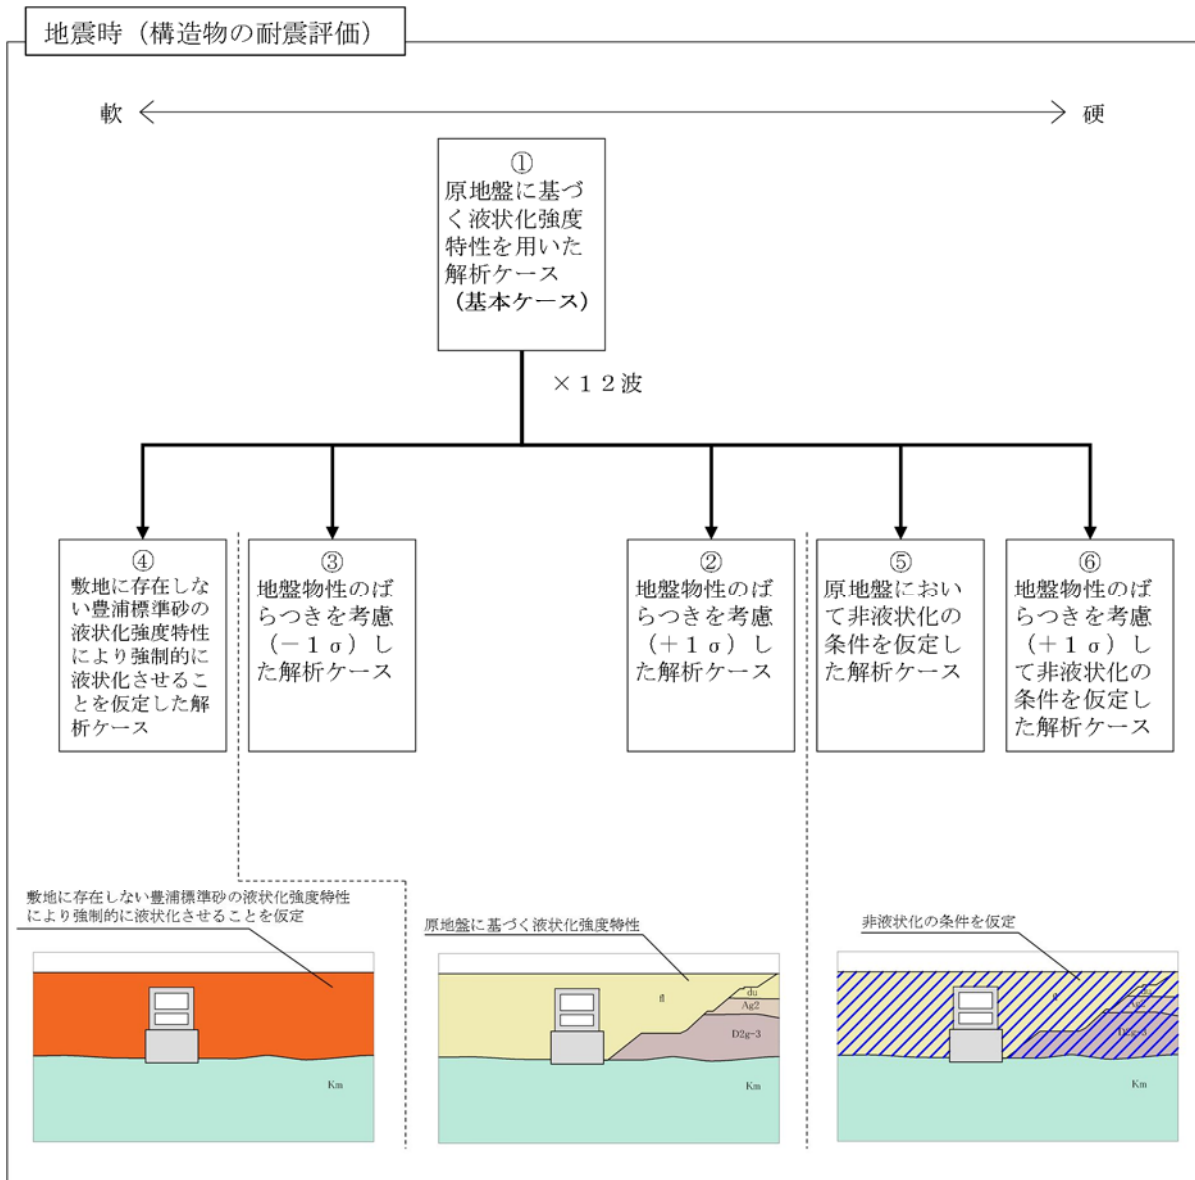 地震時（構造物の耐震評価）
軟
硬
①
原地盤に基づ
く液状化強度
特性を用いた
解析ケース
（基本ケース）
×１２波
④
敷地に存在しな
い豊浦標準砂の
液状化強度特性
により強制的に
液状化させるこ
とを仮定した解
析ケース
③
地盤物性のば
らつきを考慮
（－１σ）し
た解析ケース
②
地盤物性のば
らつきを考慮
（＋１σ）し
た解析ケース
⑤
原地盤におい
て非液状化の
条件を仮定し
た解析ケース
⑥
地盤物性のば
らつきを考慮
（＋１σ）し
て非液状化の
条件を仮定し
た解析ケース
敷地に存在しない豊浦標準砂の液状化強度特性
により強制的に液状化させることを仮定
Km
原地盤に基づく液状化強度特性
fl
du
Ag2
D2g-3
Km
非液状化の条件を仮定
fl
du
Ag2
D2g-3
Km